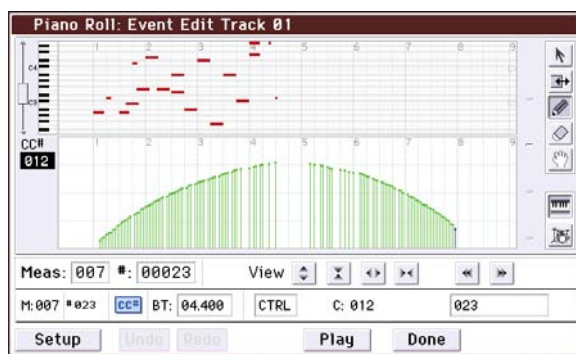 Piano Roll: Event Edit Track 01
1 2 3 4 5 6 7 8 9
C4
C3
CC#
012
1 2 3 4 5 6 7 8 9
Meas: 007 #: 00023 View
M:007 #023 CC# BT: 04.400 CTRL C: 012 023
Setup Undo Redo Play Done